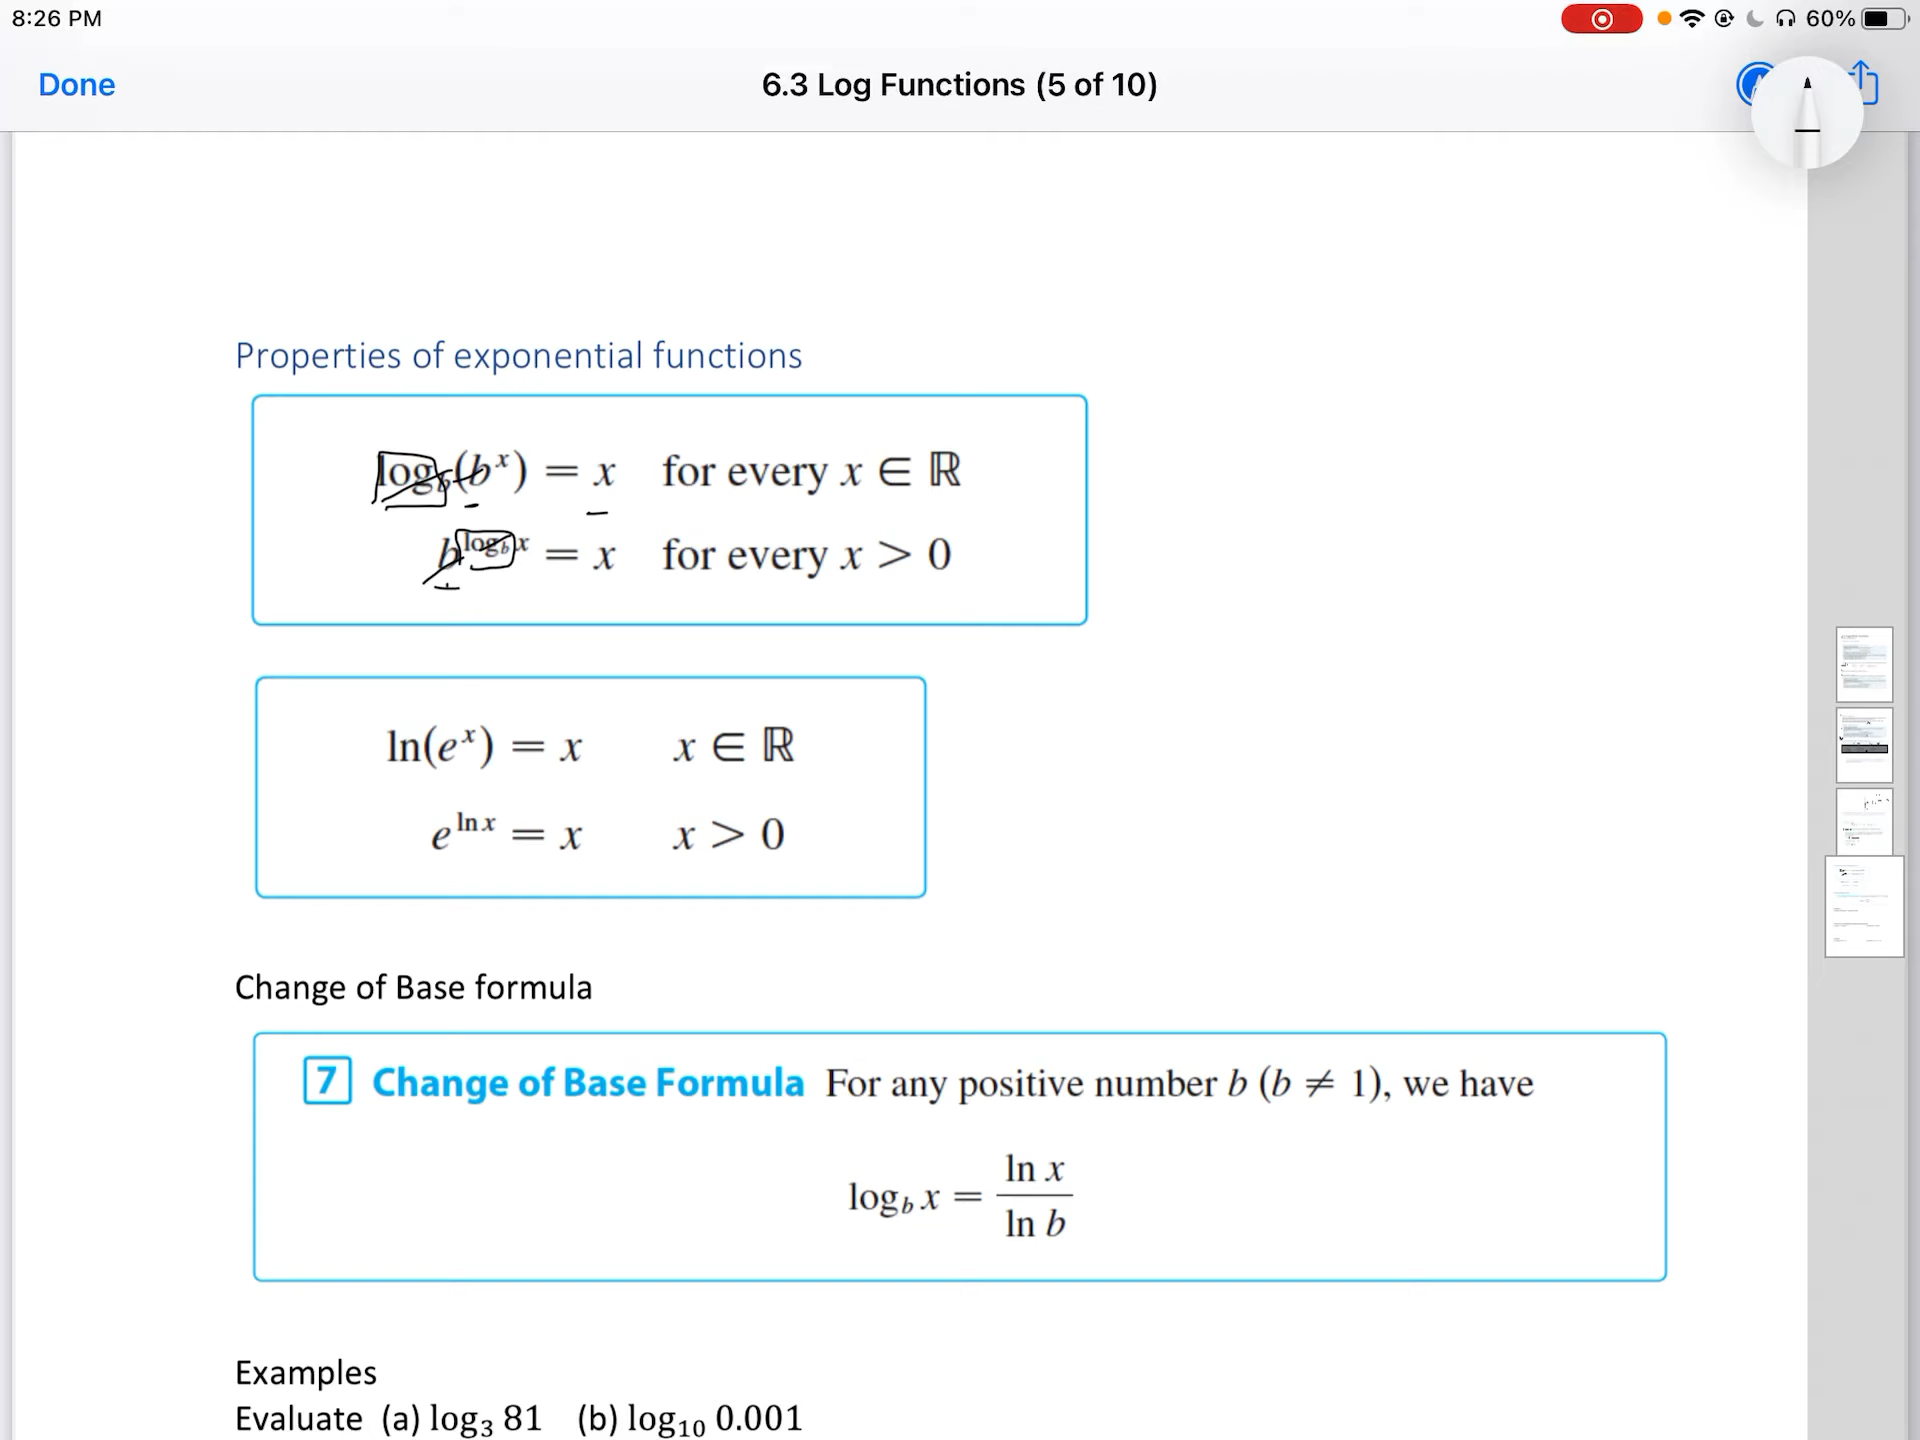 8:26 PM
60%
Done
6.3 Log Functions (5 of 10)
Properties of exponential functions
log_b(b^x) = x for every x ∈ ℝ
b^(log_b x) = x for every x > 0
ln(e^x) = x x ∈ ℝ
e^(ln x) = x x > 0
Change of Base formula
7 Change of Base Formula For any positive number b (b ≠ 1), we have
log_b x = ln x / ln b
Examples
Evaluate (a) log₃ 81 (b) log₁₀ 0.001